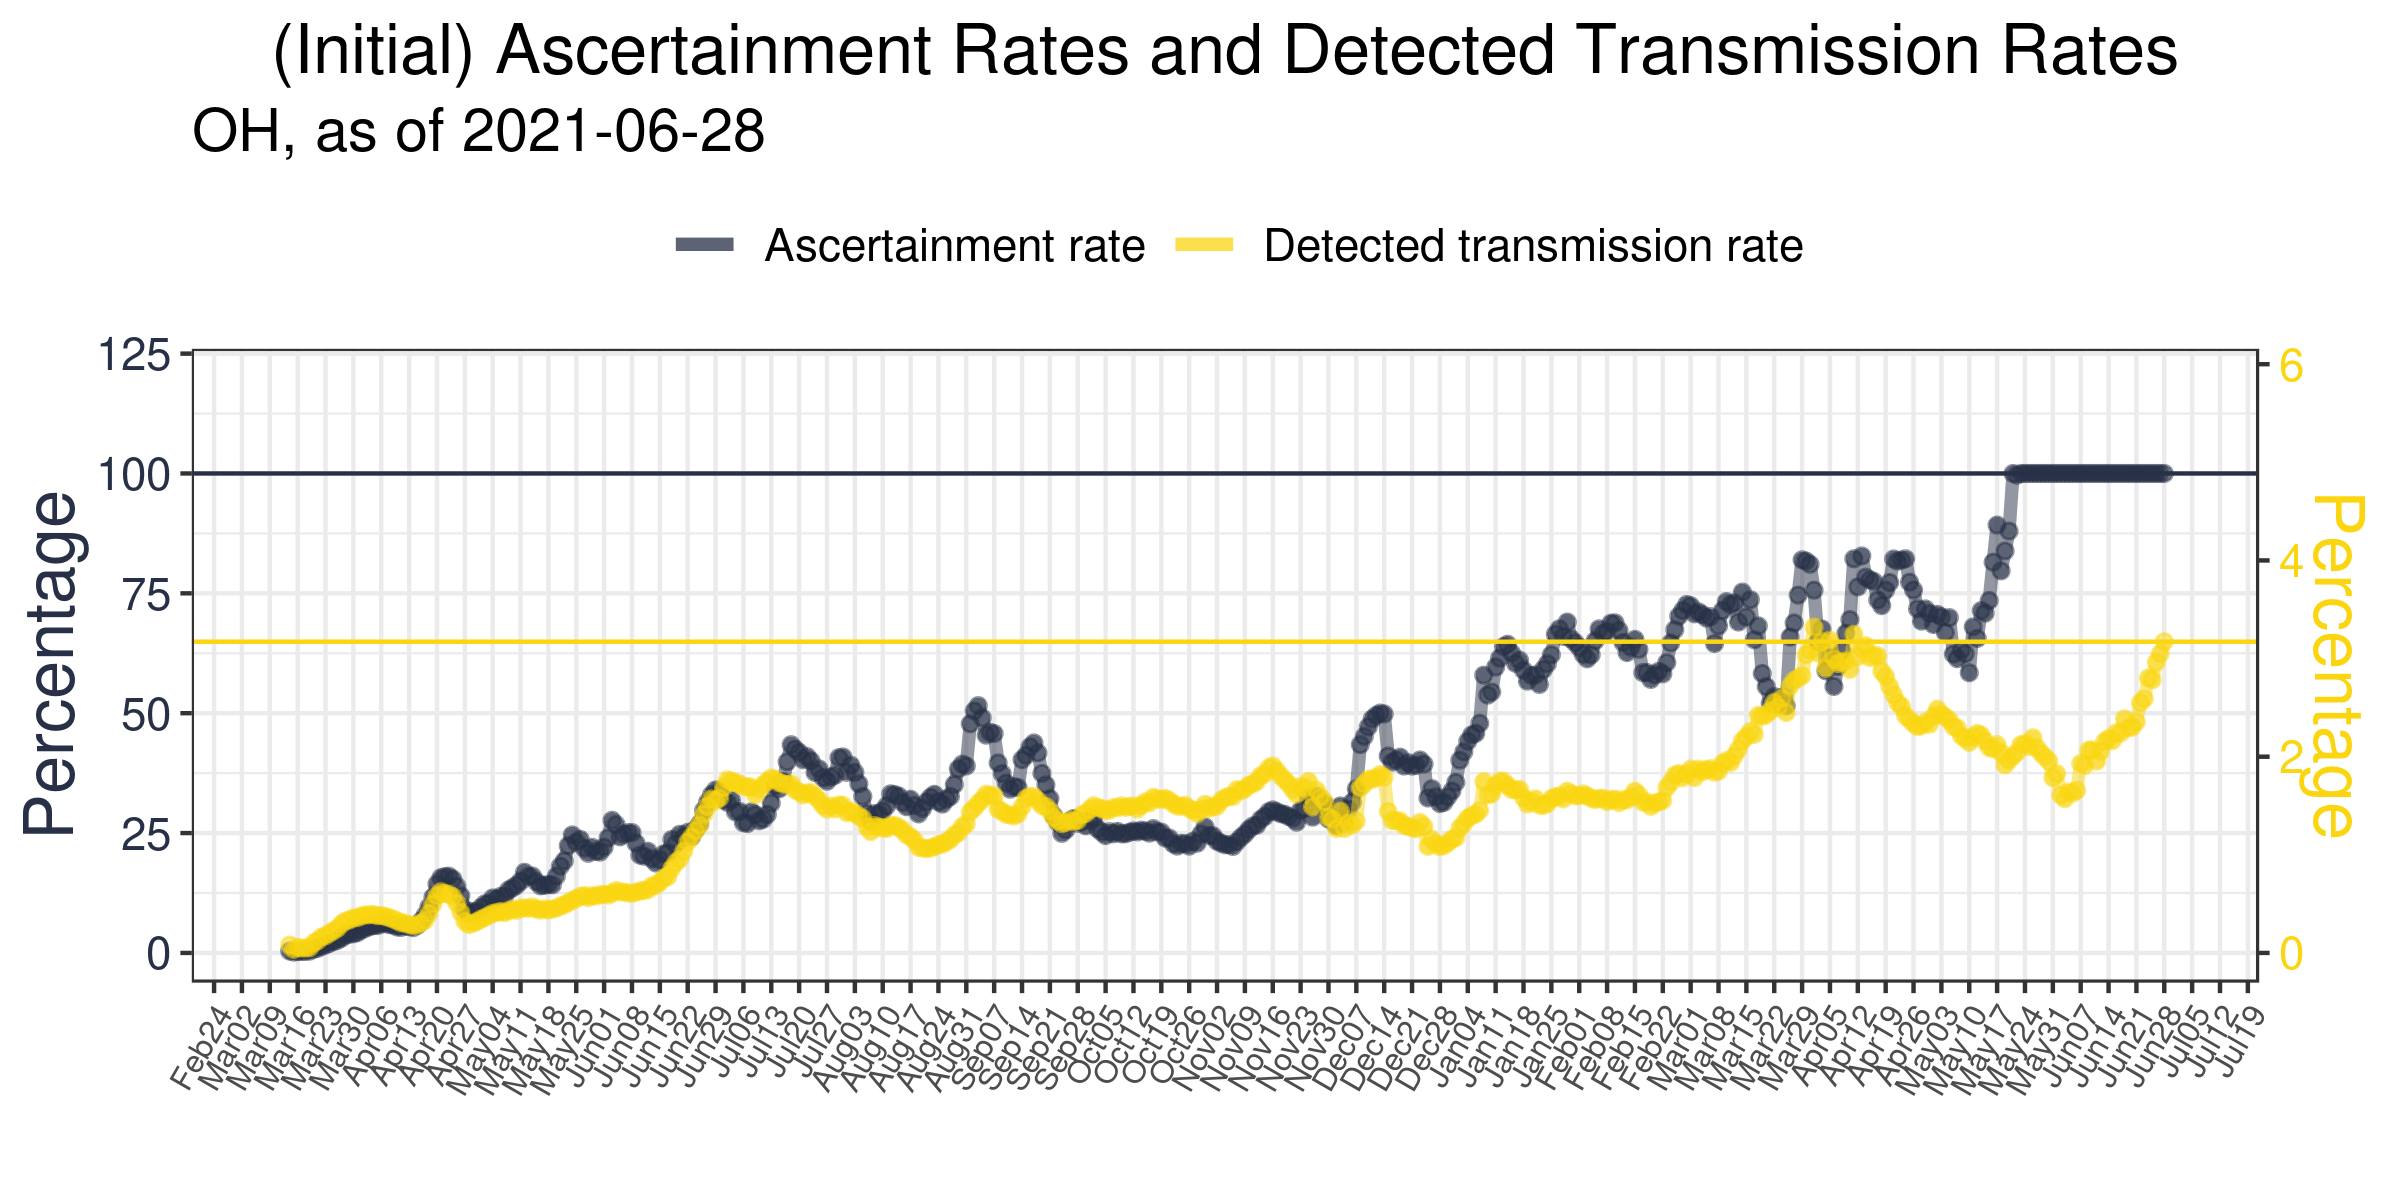 (Initial) Ascertainment Rates and Detected Transmission Rates
OH, as of 2021-06-28
Ascertainment rate
Detected transmission rate
Percentage
125
100
75
50
25
0
6
4
2
0
Percentage
Feb24
Mar02
Mar09
Mar16
Mar23
Mar30
Apr06
Apr13
Apr20
Apr27
May04
May11
May18
May25
Jun01
Jun08
Jun15
Jun22
Jun29
Jul06
Jul13
Jul20
Jul27
Aug03
Aug10
Aug17
Aug24
Aug31
Sep07
Sep14
Sep21
Sep28
Oct05
Oct12
Oct19
Oct26
Nov02
Nov09
Nov16
Nov23
Nov30
Dec07
Dec14
Dec21
Dec28
Jan04
Jan11
Jan18
Jan25
Feb01
Feb08
Feb15
Feb22
Mar01
Mar08
Mar15
Mar22
Mar29
Apr05
Apr12
Apr19
Apr26
May03
May10
May17
May24
May31
Jun07
Jun14
Jun21
Jun28
Jul05
Jul12
Jul19